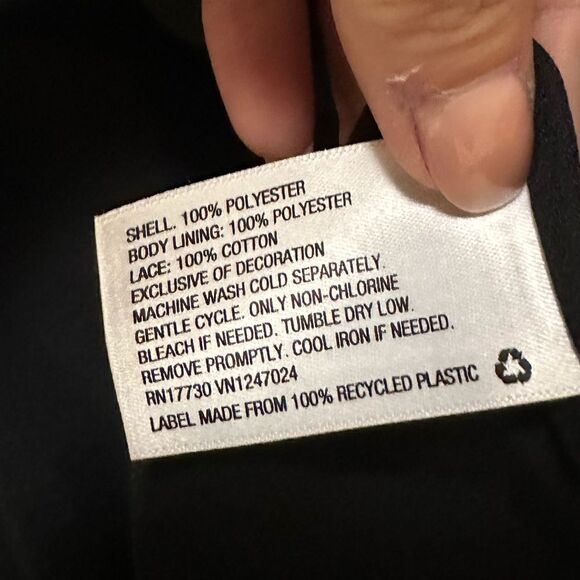 SHELL. 100% POLYESTER
BODY LINING: 100% POLYESTER
LACE: 100% COTTON
EXCLUSIVE OF DECORATION
MACHINE WASH COLD SEPARATELY.
GENTLE CYCLE. ONLY NON-CHLORINE
BLEACH IF NEEDED. TUMBLE DRY LOW.
REMOVE PROMPTLY. COOL IRON IF NEEDED.
RN17730 VN1247024
LABEL MADE FROM 100% RECYCLED PLASTIC